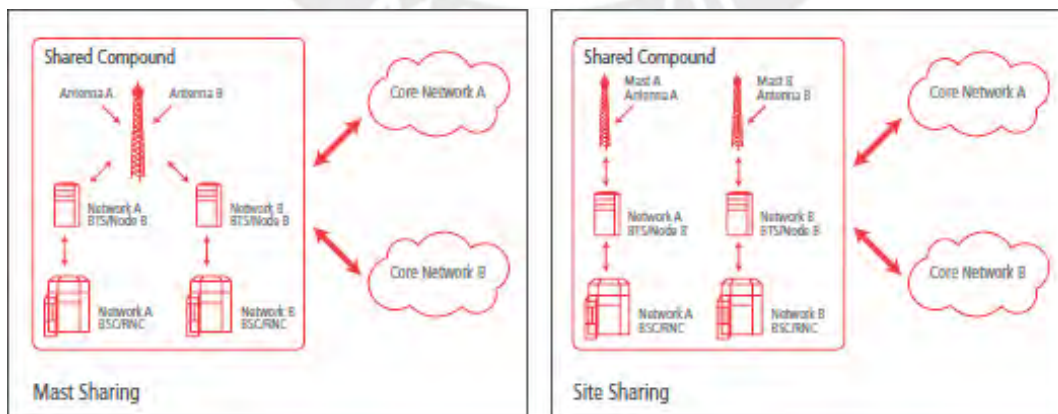 Shared Compound
Antenna A
Antenna B
Network A
BTS/Node B
Network B
BTS/Node B
Network A
BSC/RNC
Network B
BSC/RNC
Core Network A
Core Network B
Mast Sharing
Shared Compound
Mast A
Antenna A
Mast B
Antenna B
Network A
BTS/Node B
Network B
BTS/Node B
Network A
BSC/RNC
Network B
BSC/RNC
Core Network A
Core Network B
Site Sharing